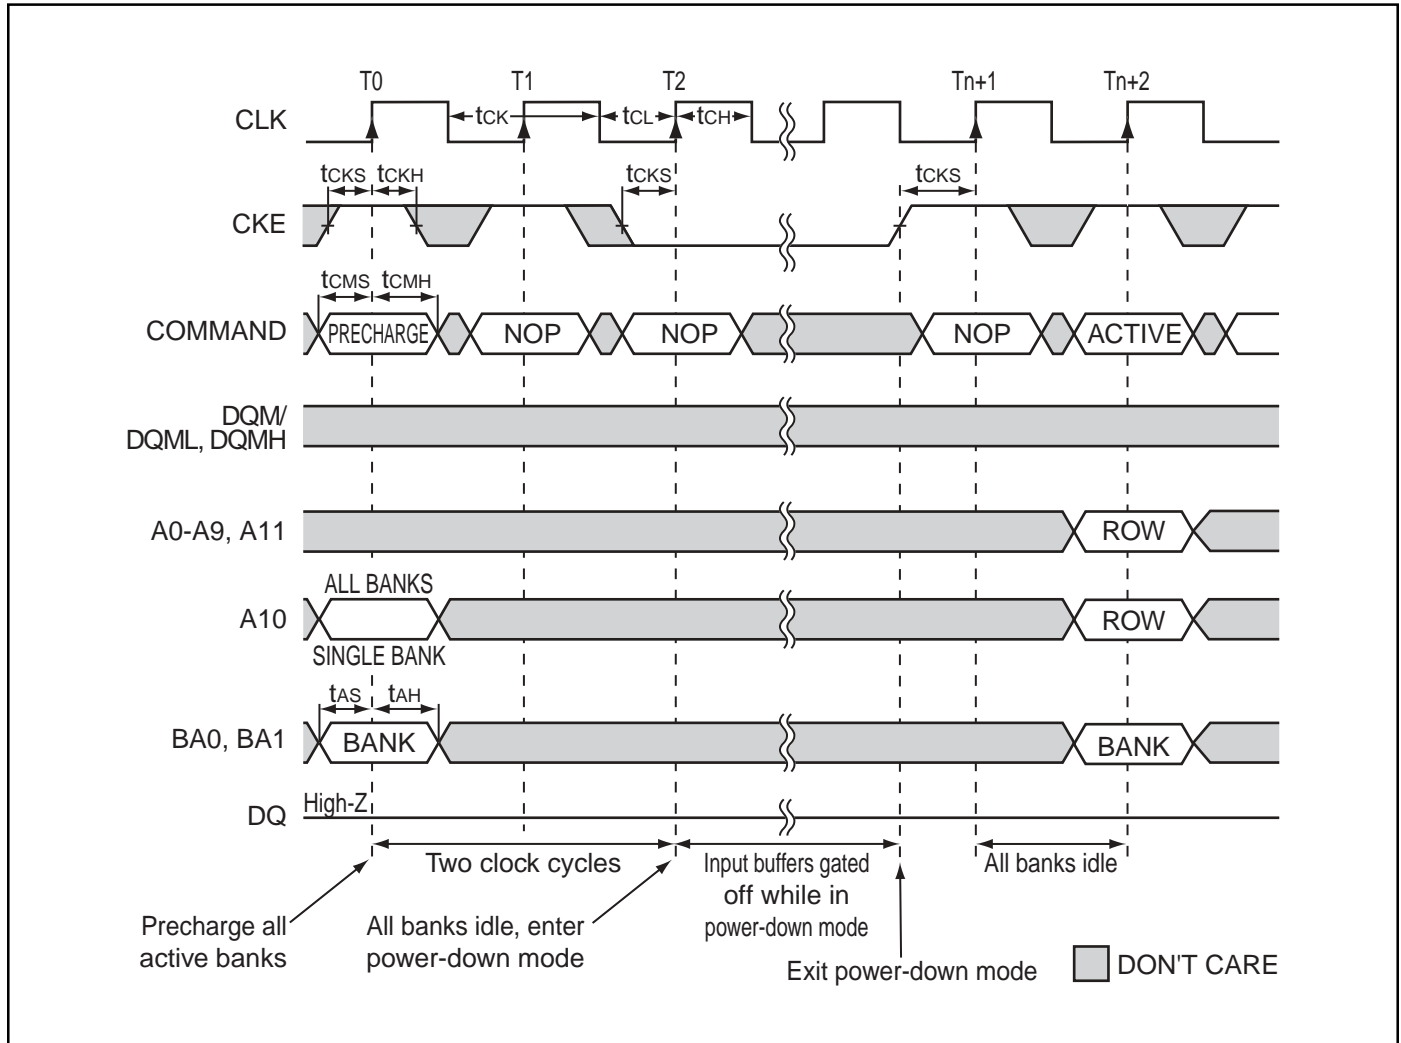 T0 T1 T2 Tn+1 Tn+2
CLK tCK tCL tCH
tCKS tCKH tCKS tCKS
CKE
tCMS tCMH
COMMAND PRECHARGE NOP NOP NOP ACTIVE
DQM/
DQML, DQMH
A0-A9, A11 ROW
ALL BANKS
A10 ROW
SINGLE BANK
tAS tAH
BA0, BA1 BANK BANK
DQ High-Z
Two clock cycles
Input buffers gated
off while in
power-down mode
All banks idle
Precharge all
active banks
All banks idle, enter
power-down mode
Exit power-down mode
DON'T CARE